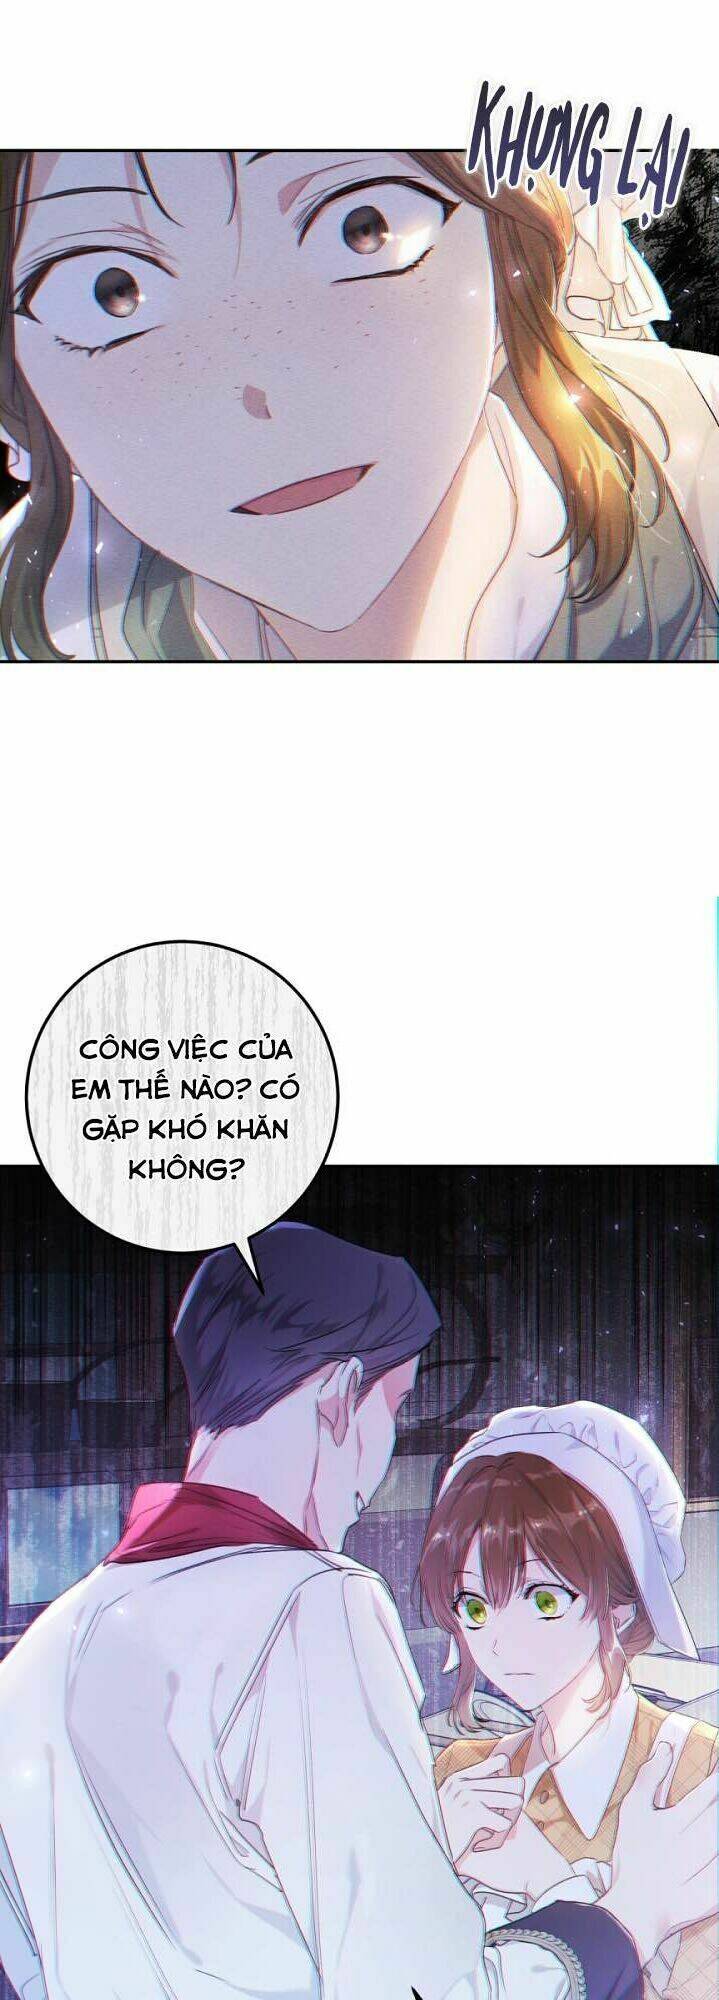 KHỰNG LẠI
CÔNG VIỆC CỦA
EM THẾ NÀO? CÓ
GẶP KHÓ KHĂN
KHÔNG?